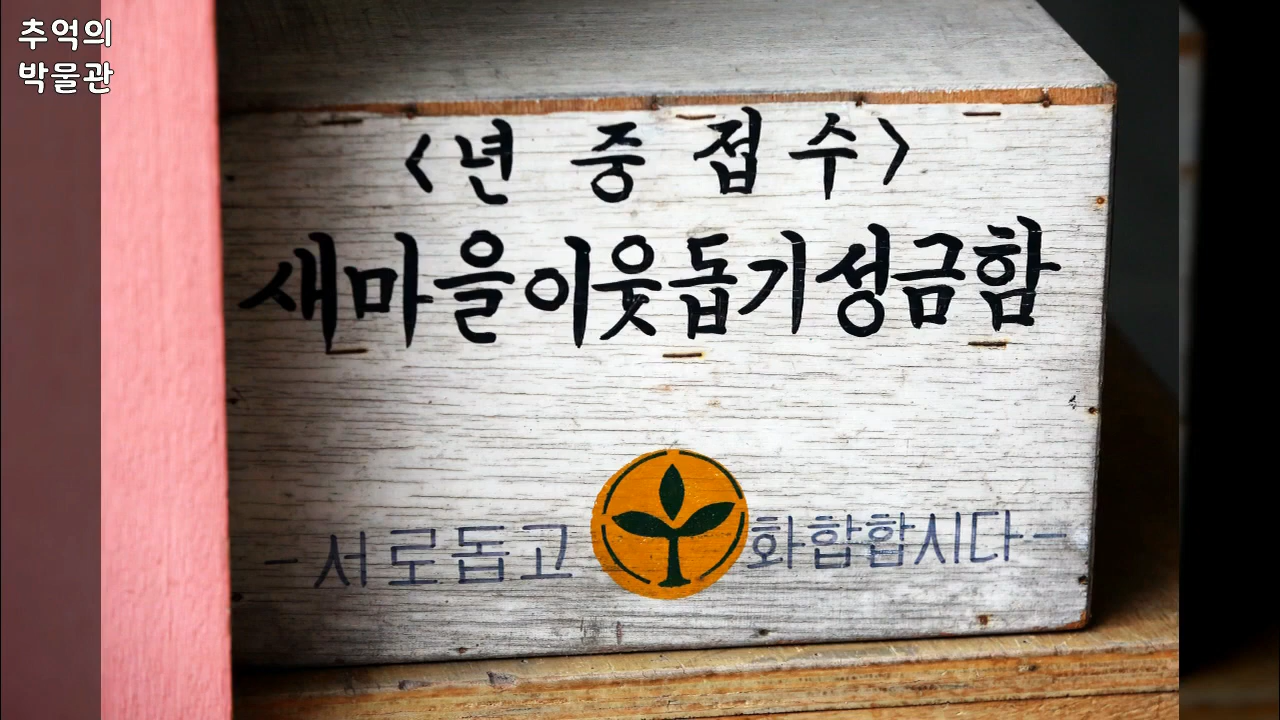 추억의
박물관
<년 중 접 수>
새마을이웃돕기성금함
-서로돕고 화합합시다-